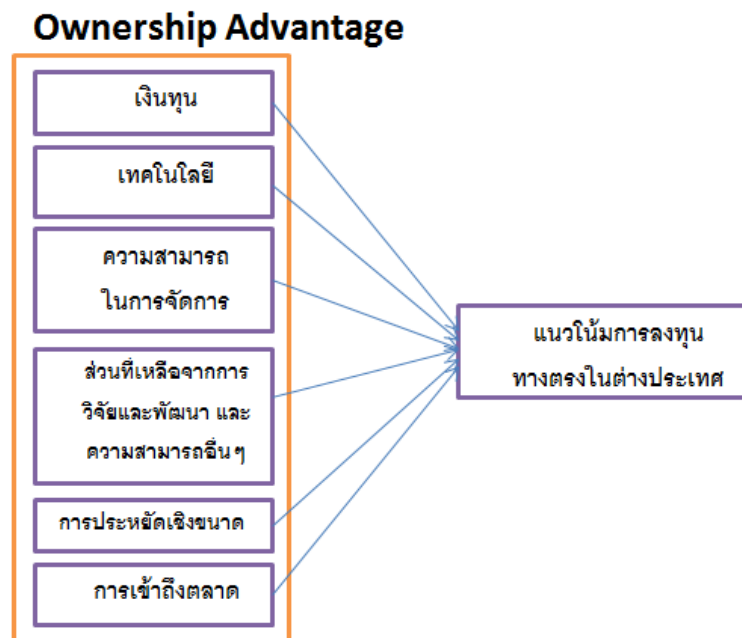 Ownership Advantage
เงินทุน
เทคโนโลยี
ความสามารถ
ในการจัดการ
ส่วนที่เหลือจากการ
วิจัยและพัฒนา และ
ความสามารถอื่นๆ
การประหยัดเชิงขนาด
การเข้าถึงตลาด
แนวโน้มการลงทุน
ทางตรงในต่างประเทศ